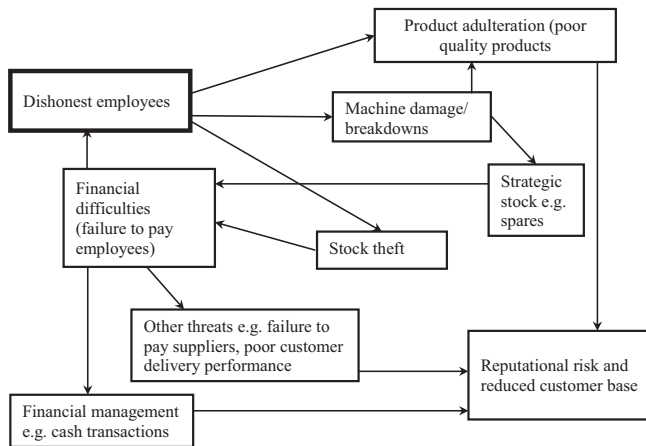 Product adulteration (poor
quality products
Dishonest employees
Machine damage/
breakdowns
Financial
difficulties
(failure to pay
employees)
Strategic
stock e.g.
spares
Stock theft
Other threats e.g. failure to
pay suppliers, poor customer
delivery performance
Reputational risk and
reduced customer base
Financial management
e.g. cash transactions